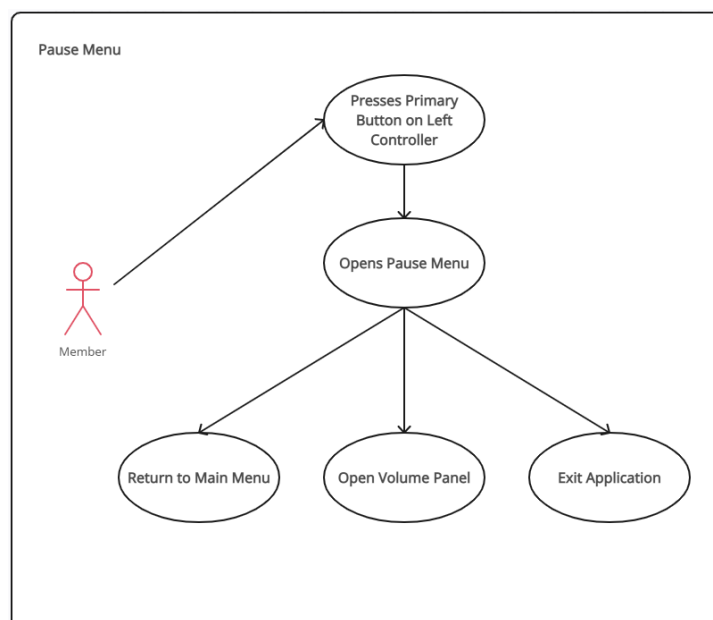 Pause Menu
Presses Primary
Button on Left
Controller
Opens Pause Menu
Member
Return to Main Menu
Open Volume Panel
Exit Application